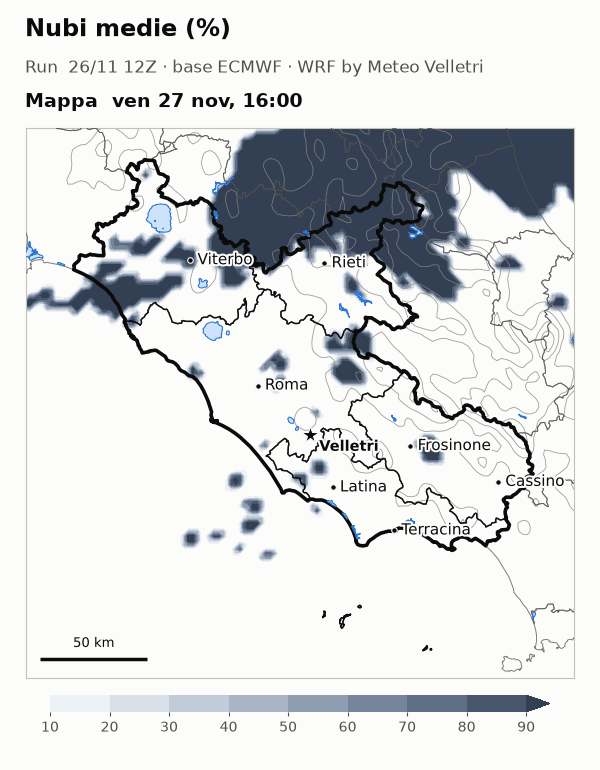 Nubi medie (%)
Run  26/11 12Z · base ECMWF · WRF by Meteo Velletri
Mappa  ven 27 nov, 16:00
Viterbo
Rieti
Roma
Velletri
Frosinone
Cassino
Latina
Terracina
50 km
10 20 30 40 50 60 70 80 90